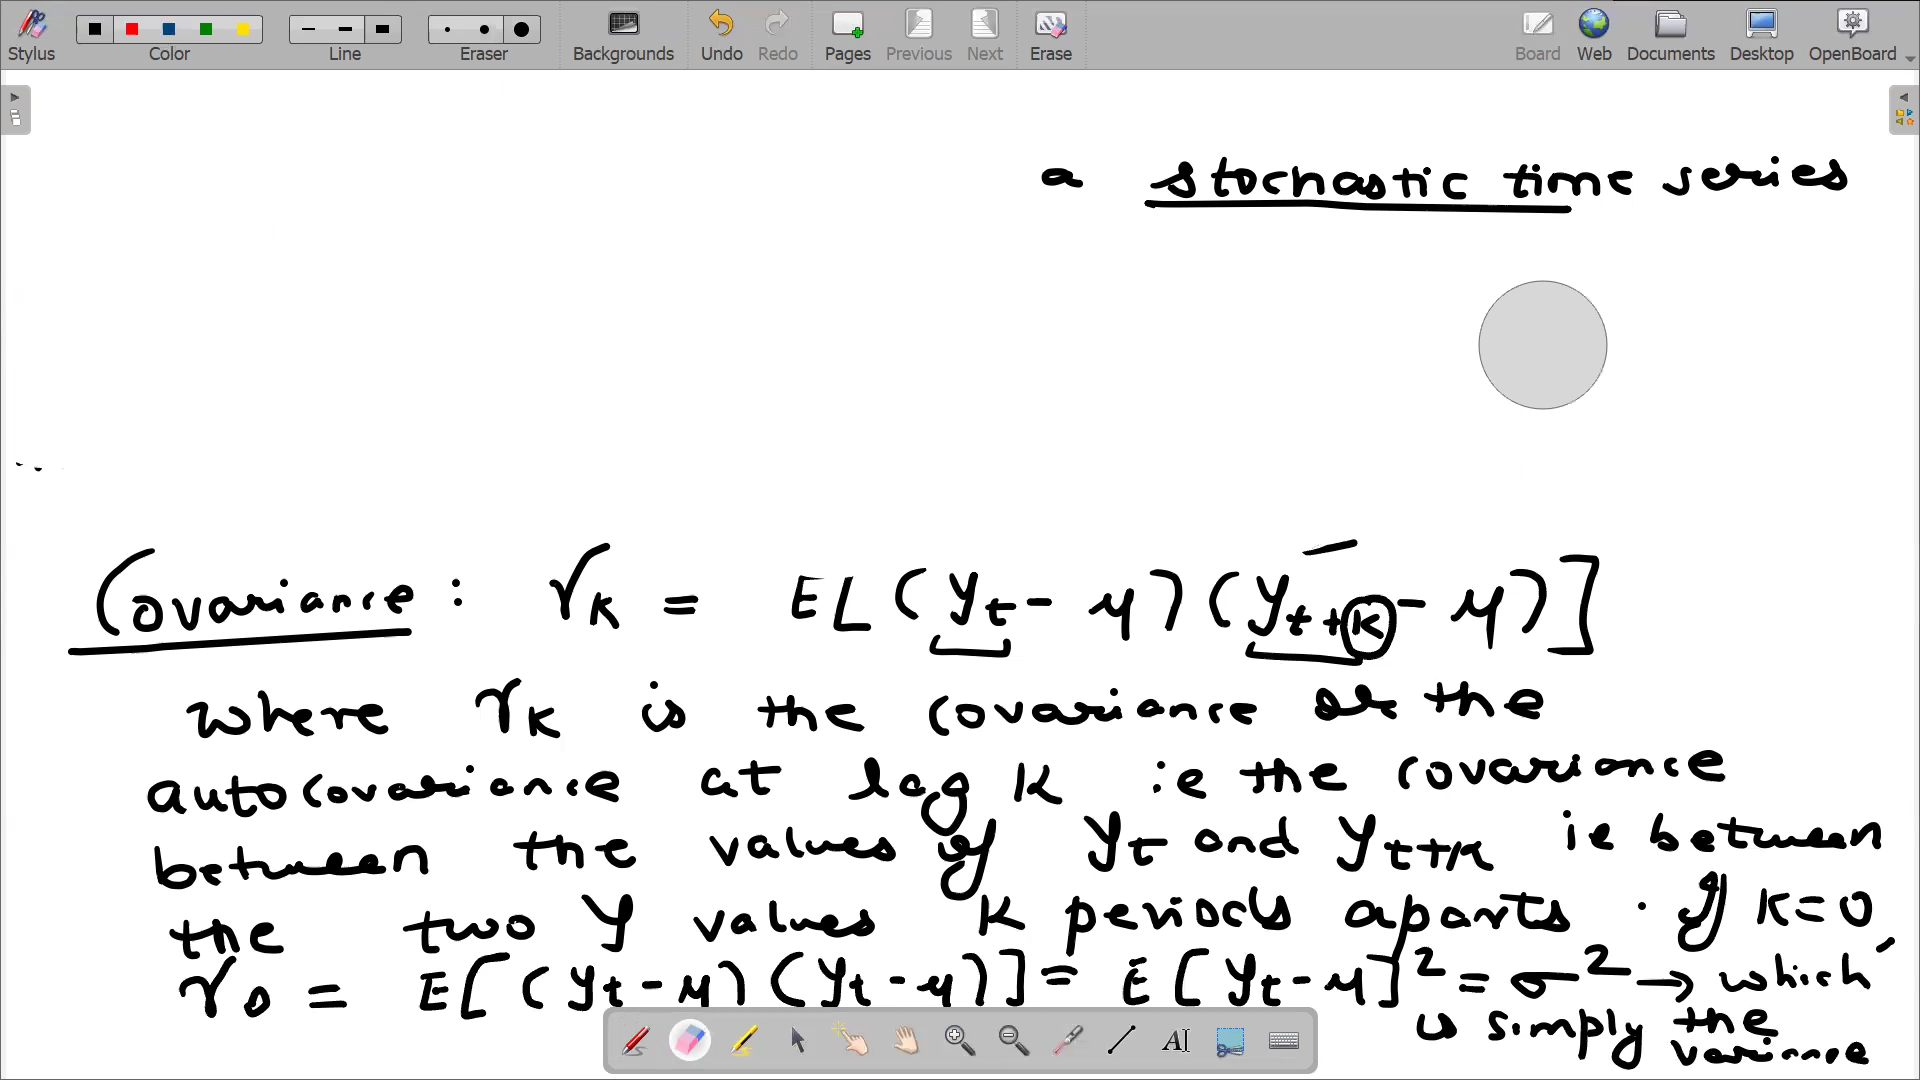 Stylus Color Line Eraser Backgrounds Undo Redo Pages Previous Next Erase Board Web Documents Desktop OpenBoard
a stochastic time series
Covariance : γk = E[(Yt - μ)(Yt+k - μ)]
where γk is the covariance or the
autocovariance at lag k ie the covariance
between the values of Yt and Yt+k ie between
the two Y values k periods aparts . If k=0,
γ0 = E[(Yt - μ)(Yt - μ)] = E[Yt - μ]² = σ² → which
is simply the
variance